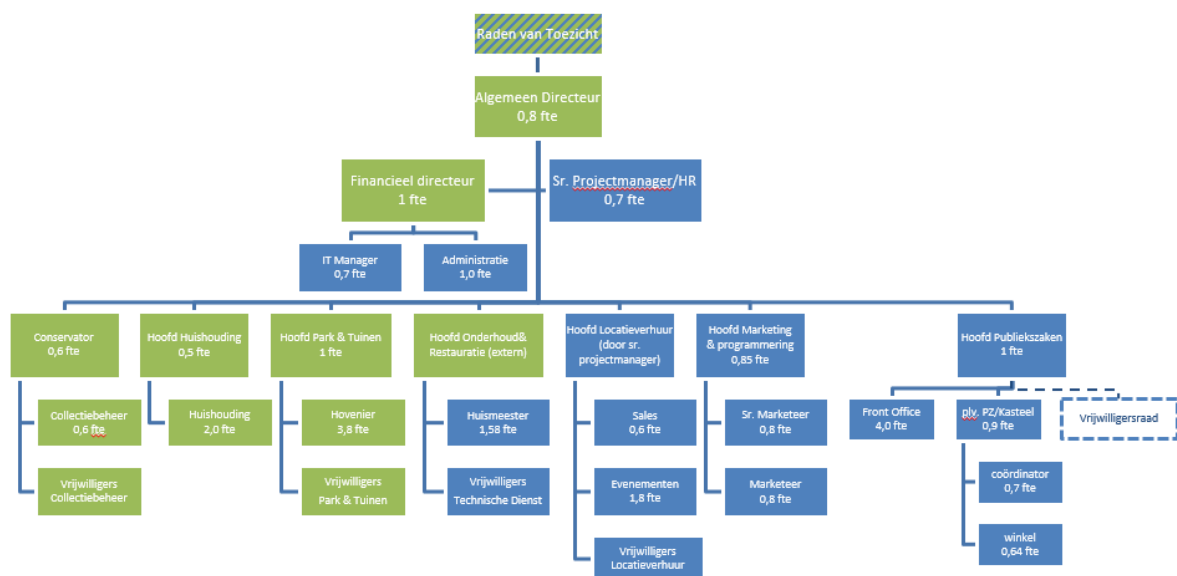 Raden van Toezicht
Algemeen Directeur
0,8 fte
Financieel directeur
1 fte
Sr. Projectmanager/HR
0,7 fte
IT Manager
0,7 fte
Administratie
1,0 fte
Conservator
0,6 fte
Hoofd Huishouding
0,5 fte
Hoofd Park & Tuinen
1 fte
Hoofd Onderhoud&
Restauratie (extern)
Hoofd Locatieverhuur
(door sr.
projectmanager)
Hoofd Marketing
& programmering
0,85 fte
Hoofd Publiekszaken
1 fte
Collectiebeheer
0,6 fte
Huishouding
2,0 fte
Hovenier
3,8 fte
Huismeester
1,58 fte
Sales
0,6 fte
Sr. Marketeer
0,8 fte
Front Office
4,0 fte
plv. PZ/Kasteel
0,9 fte
Vrijwilligersraad
Vrijwilligers
Collectiebeheer
Vrijwilligers
Park & Tuinen
Vrijwilligers
Technische Dienst
Evenementen
1,8 fte
Marketeer
0,8 fte
coördinator
0,7 fte
Vrijwilligers
Locatieverhuur
winkel
0,64 fte